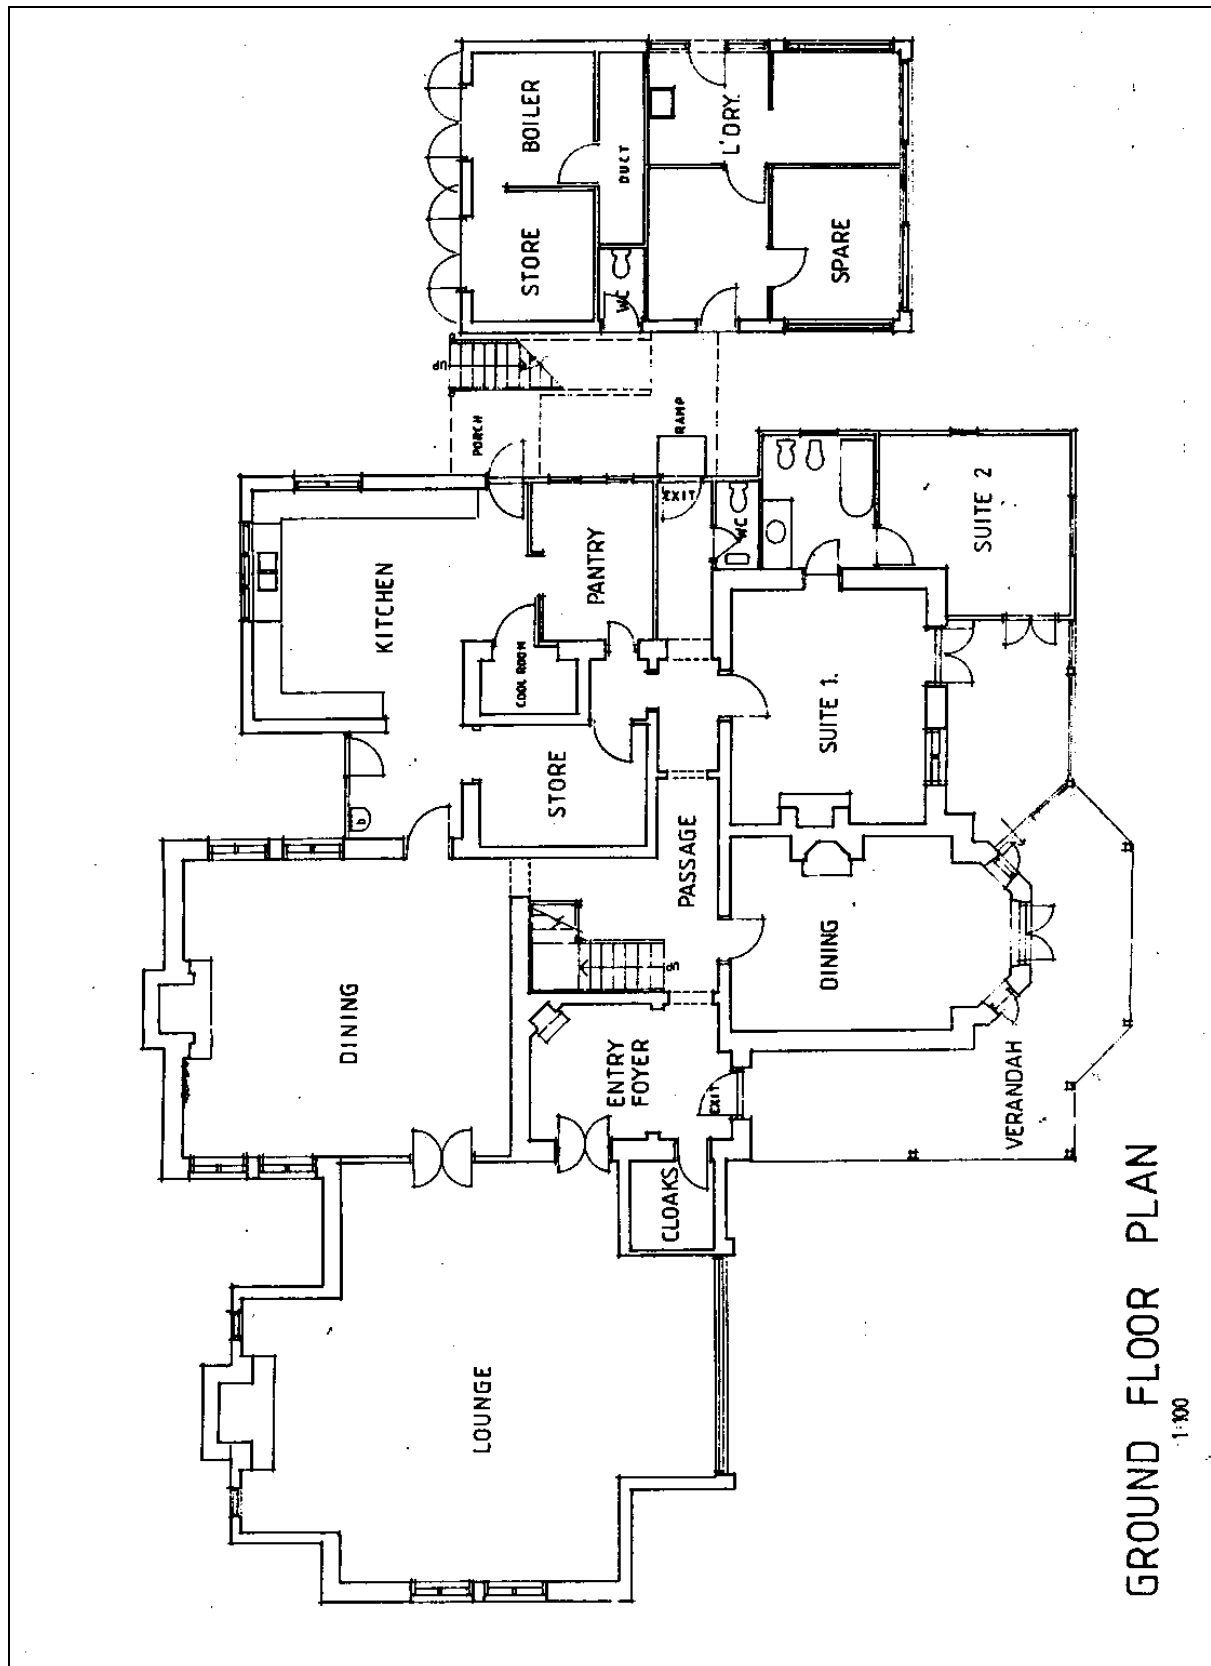 BOILER
STORE
DUCT
WC
L'DRY.
SPARE
UP
PORCH
RAMP
KITCHEN
PANTRY
EXIT
WC
SUITE 2
COOL ROOM
STORE
SUITE 1.
PASSAGE
UP
DINING
DINING
ENTRY
FOYER
EXIT
VERANDAH
CLOAKS
LOUNGE
GROUND FLOOR PLAN
1:100